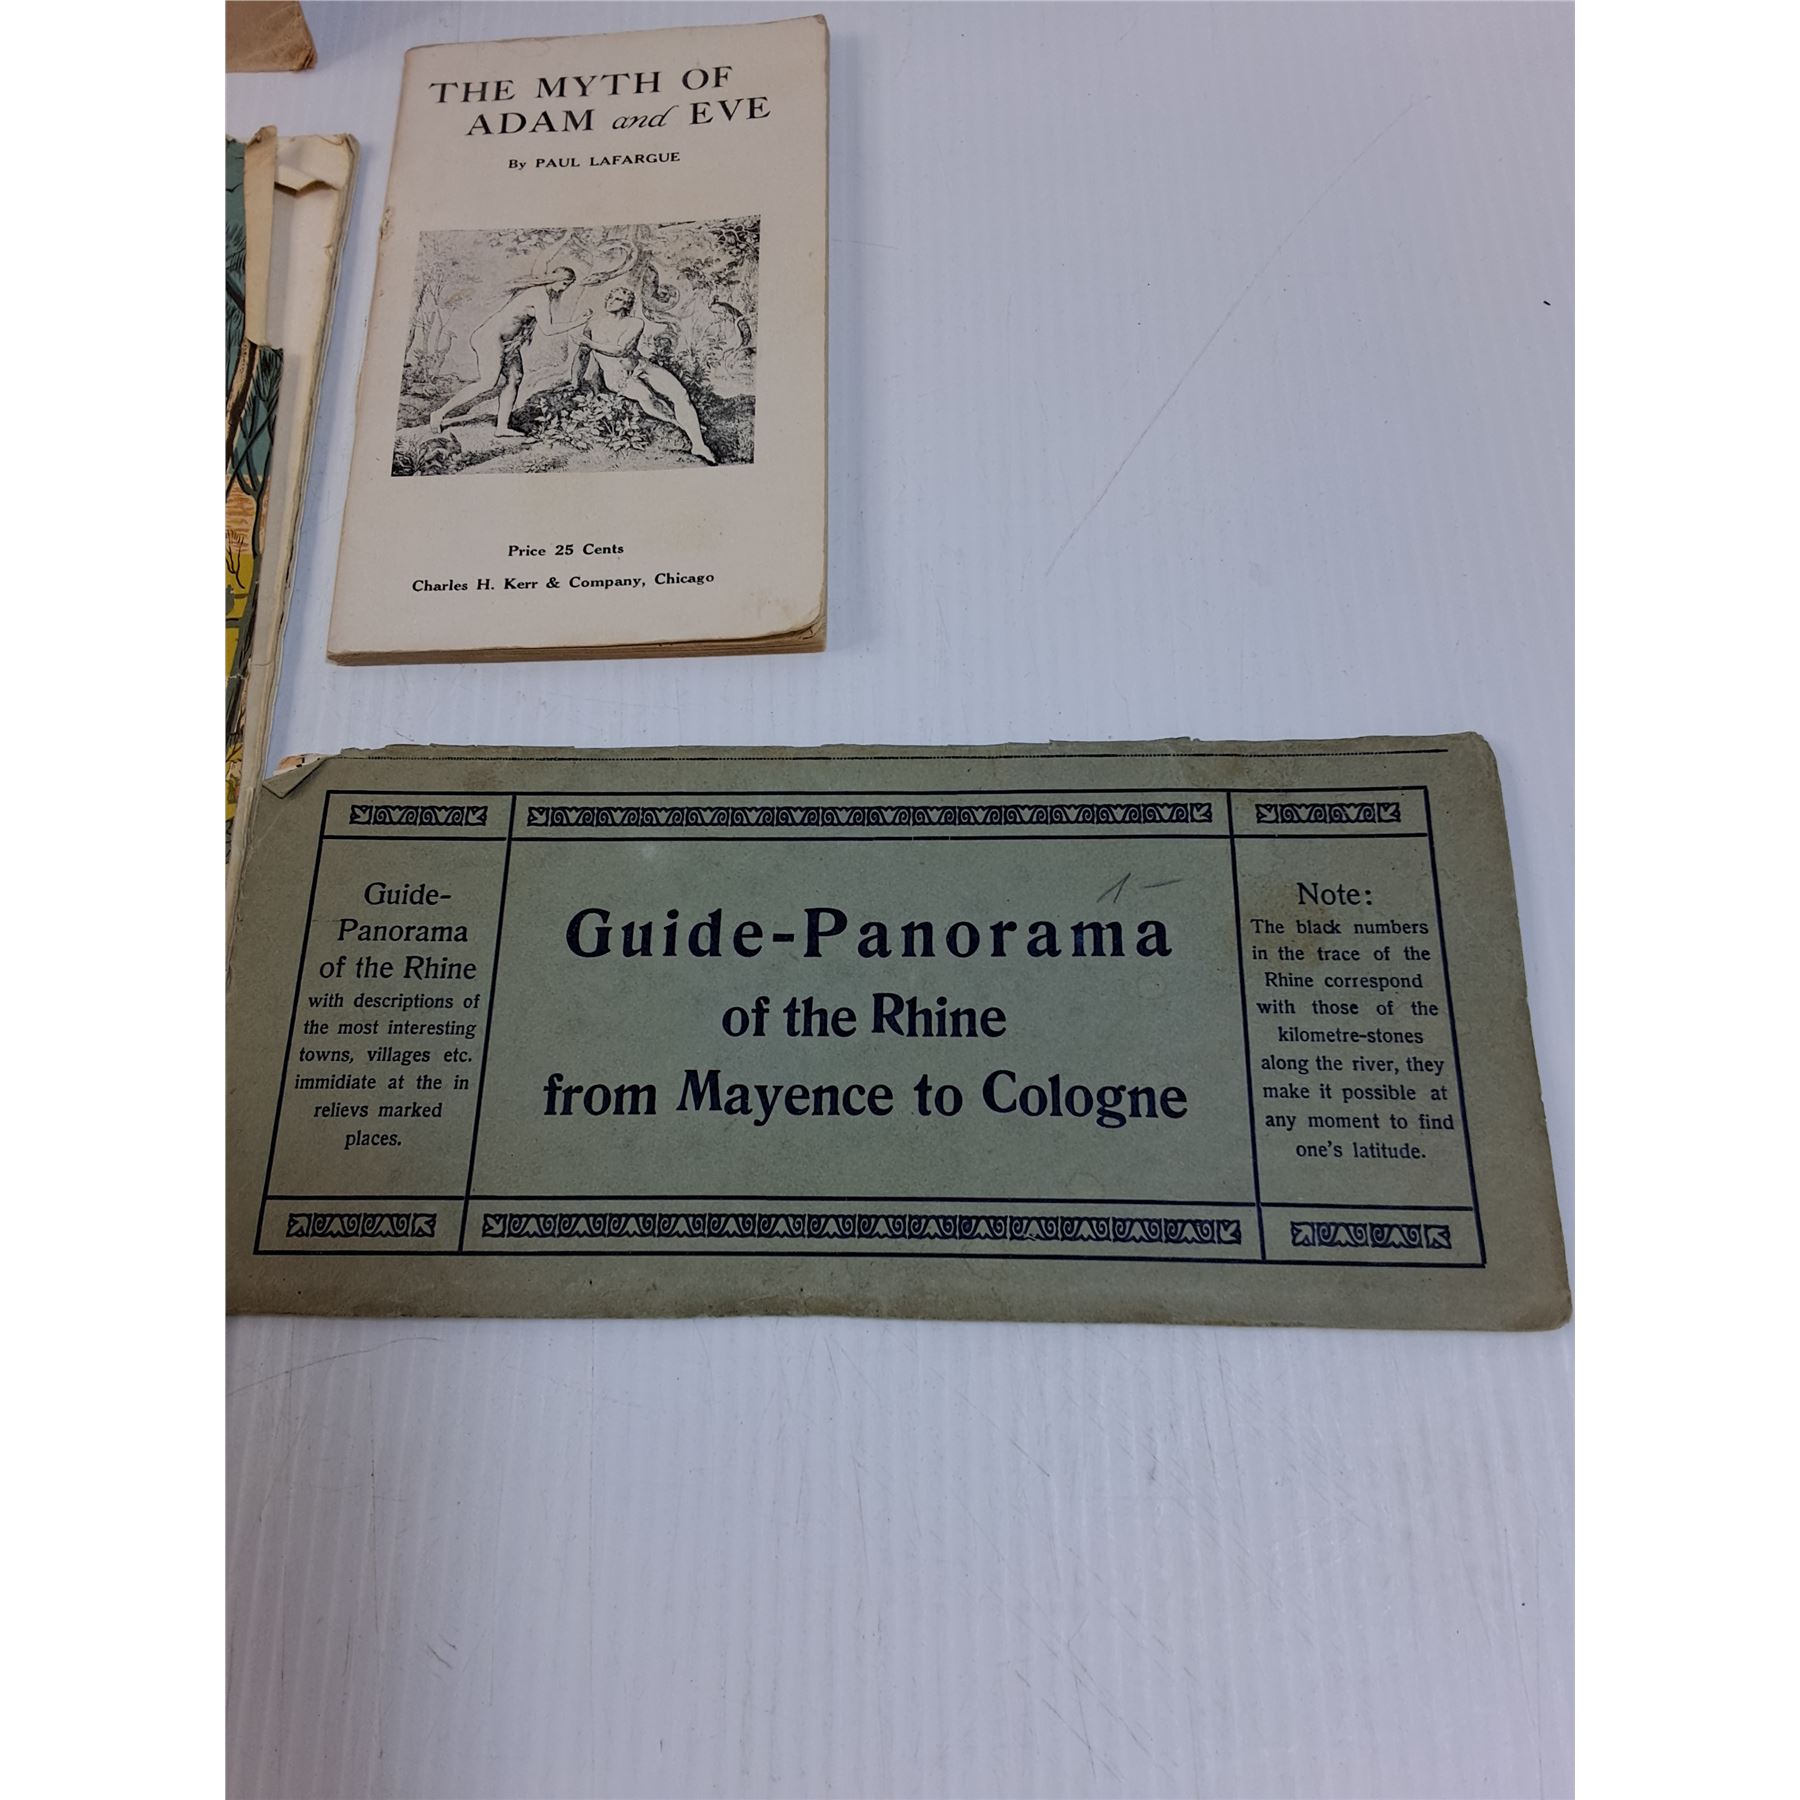 THE MYTH OF
ADAM and EVE
By PAUL LAFARGUE
Price 25 Cents
Charles H. Kerr & Company, Chicago
Guide-
Panorama
of the Rhine
with descriptions of
the most interesting
towns, villages etc.
immidiate at the in
relievs marked
places.
1-
Guide-Panorama
of the Rhine
from Mayence to Cologne
Note:
The black numbers
in the trace of the
Rhine correspond
with those of the
kilometre-stones
along the river, they
make it possible at
any moment to find
one's latitude.